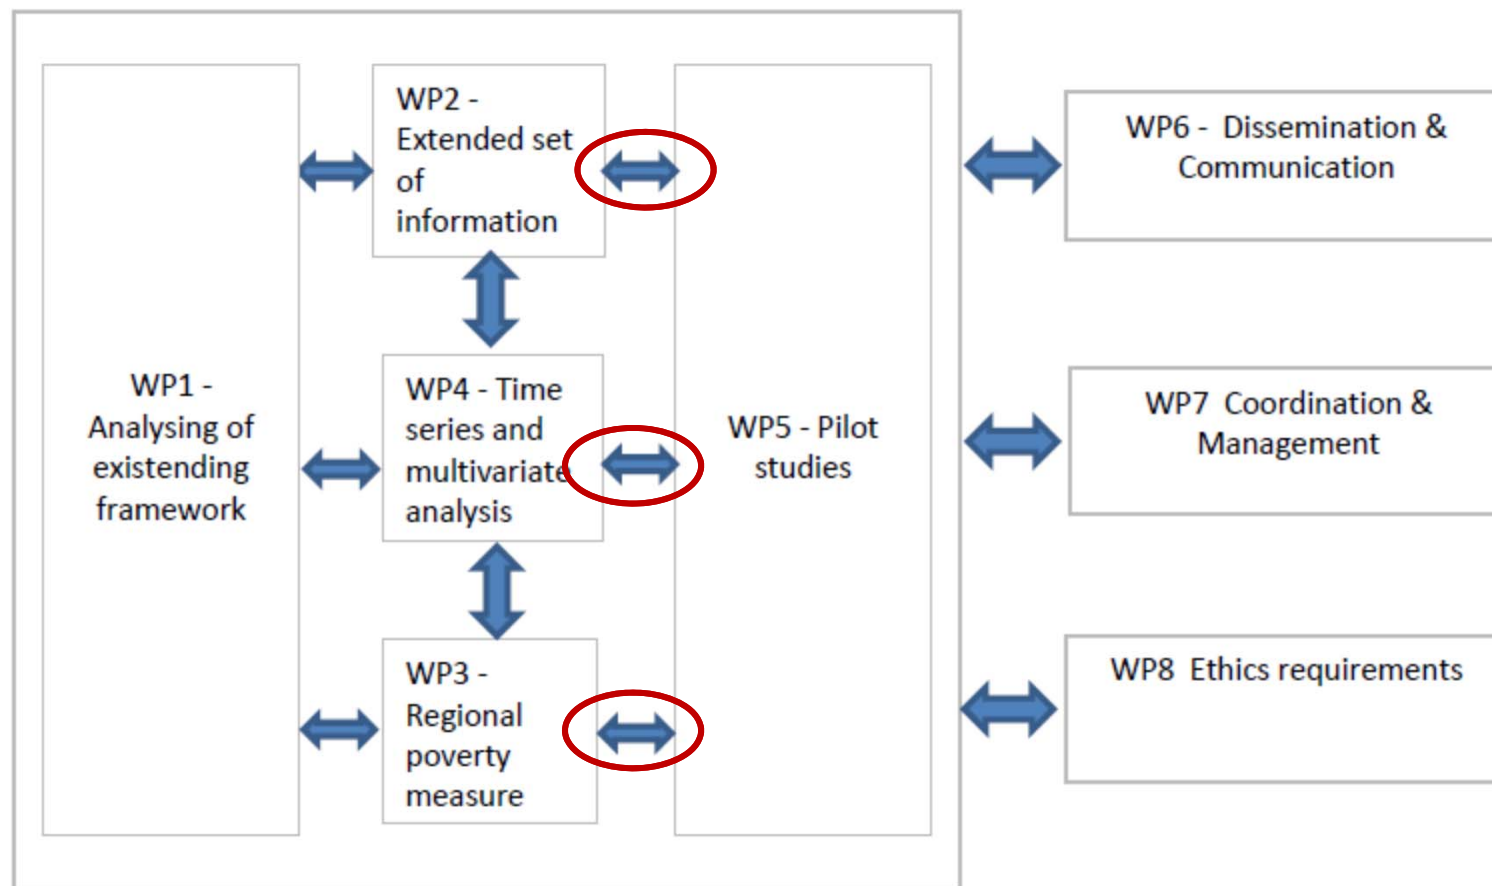 WP1 -
Analysing of
existending
framework
WP2 -
Extended set
of
information
WP4 - Time
series and
multivariate
analysis
WP3 -
Regional
poverty
measure
WP5 - Pilot
studies
WP6 -  Dissemination &
Communication
WP7  Coordination &
Management
WP8  Ethics requirements